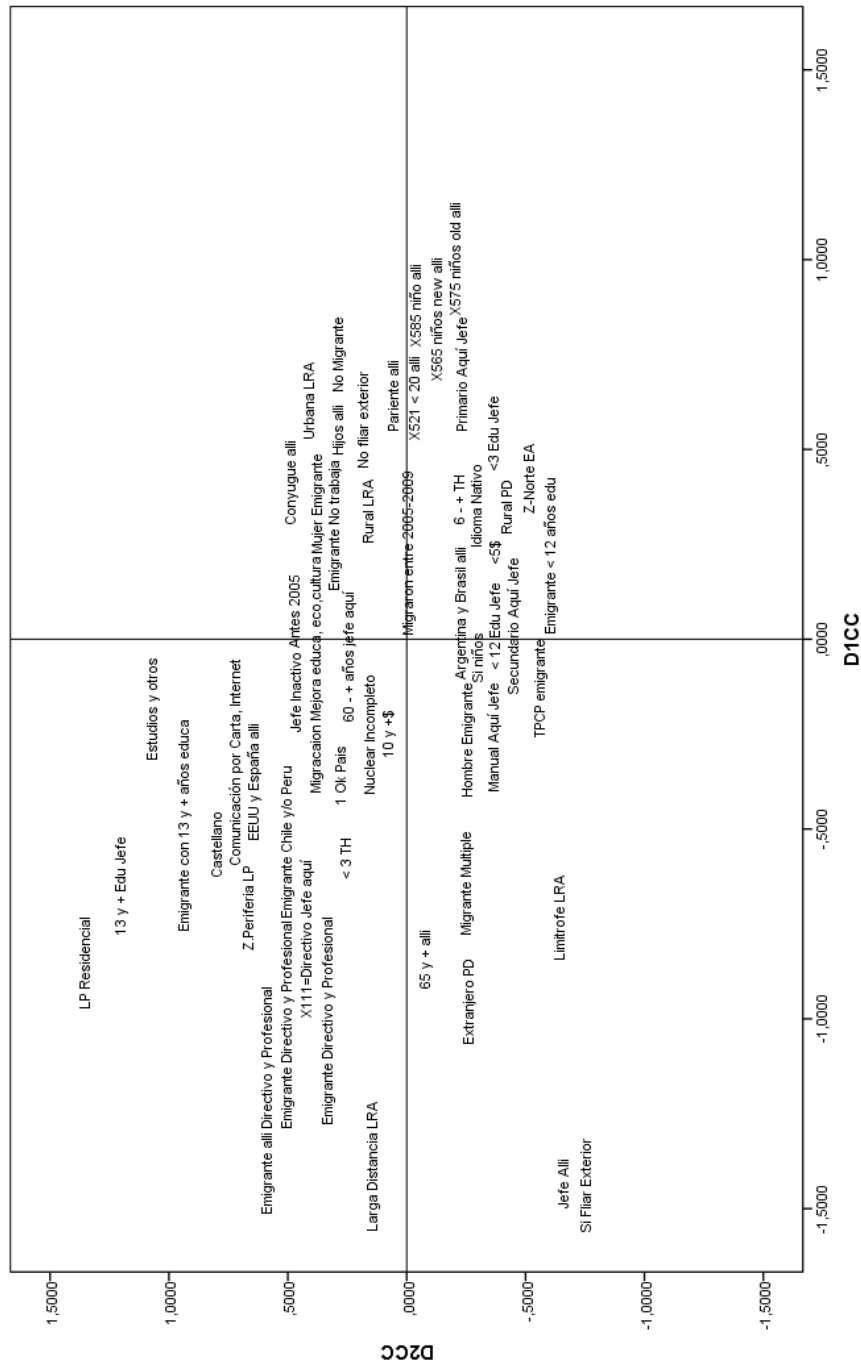 D2CC
1,5000
1,0000
,5000
,0000
-,5000
-1,0000
-1,5000
LP Residencial
13 y + Edu Jefe
Estudios y otros
Emigrante con 13 y + años educa
Castellano
Comunicación por Carta, Internet
Z.Periferia LP
EEUU y España alli
Emigrante alli Directivo y Profesional
Emigrante Directivo y Profesional
Emigrante Chile y/o Peru
Conyugue alli
Jefe Inactivo Antes 2005
X111=Directivo Jefe aquí
Urbana LRA
Migracion Mejora educa, eco,cultura
Mujer Emigrante
Emigrante Directivo y Profesional
Emigrante No trabaja
Hijos alli
No Migrante
1 Ok Pais
< 3 TH
60 - + años jefe aquí
No fliar exterior
Larga Distancia LRA
Nuclear Incompleto
Rural LRA
10 y +$
Pariente alli
Migraron entre 2005-2009
X521 < 20 alli
X585 niño alli
65 y + alli
X565 niños new alli
X575 niños old alli
Extranjero PD
Migrante Multiple
Hombre Emigrante
Argentina y Brasil alli
6 - + TH
Primario Aquí Jefe
Si niños
Idioma Nativo
Manual Aquí Jefe
< 12 Edu Jefe
<5$
<3 Edu Jefe
Secundario Aquí Jefe
Rural PD
Z-Norte EA
TPCP emigrante
Emigrante < 12 años edu
Limitrofe LRA
Jefe Alli
Si Fliar Exterior
-1,5000
-1,0000
-,5000
,0000
,5000
1,0000
1,5000
D1CC